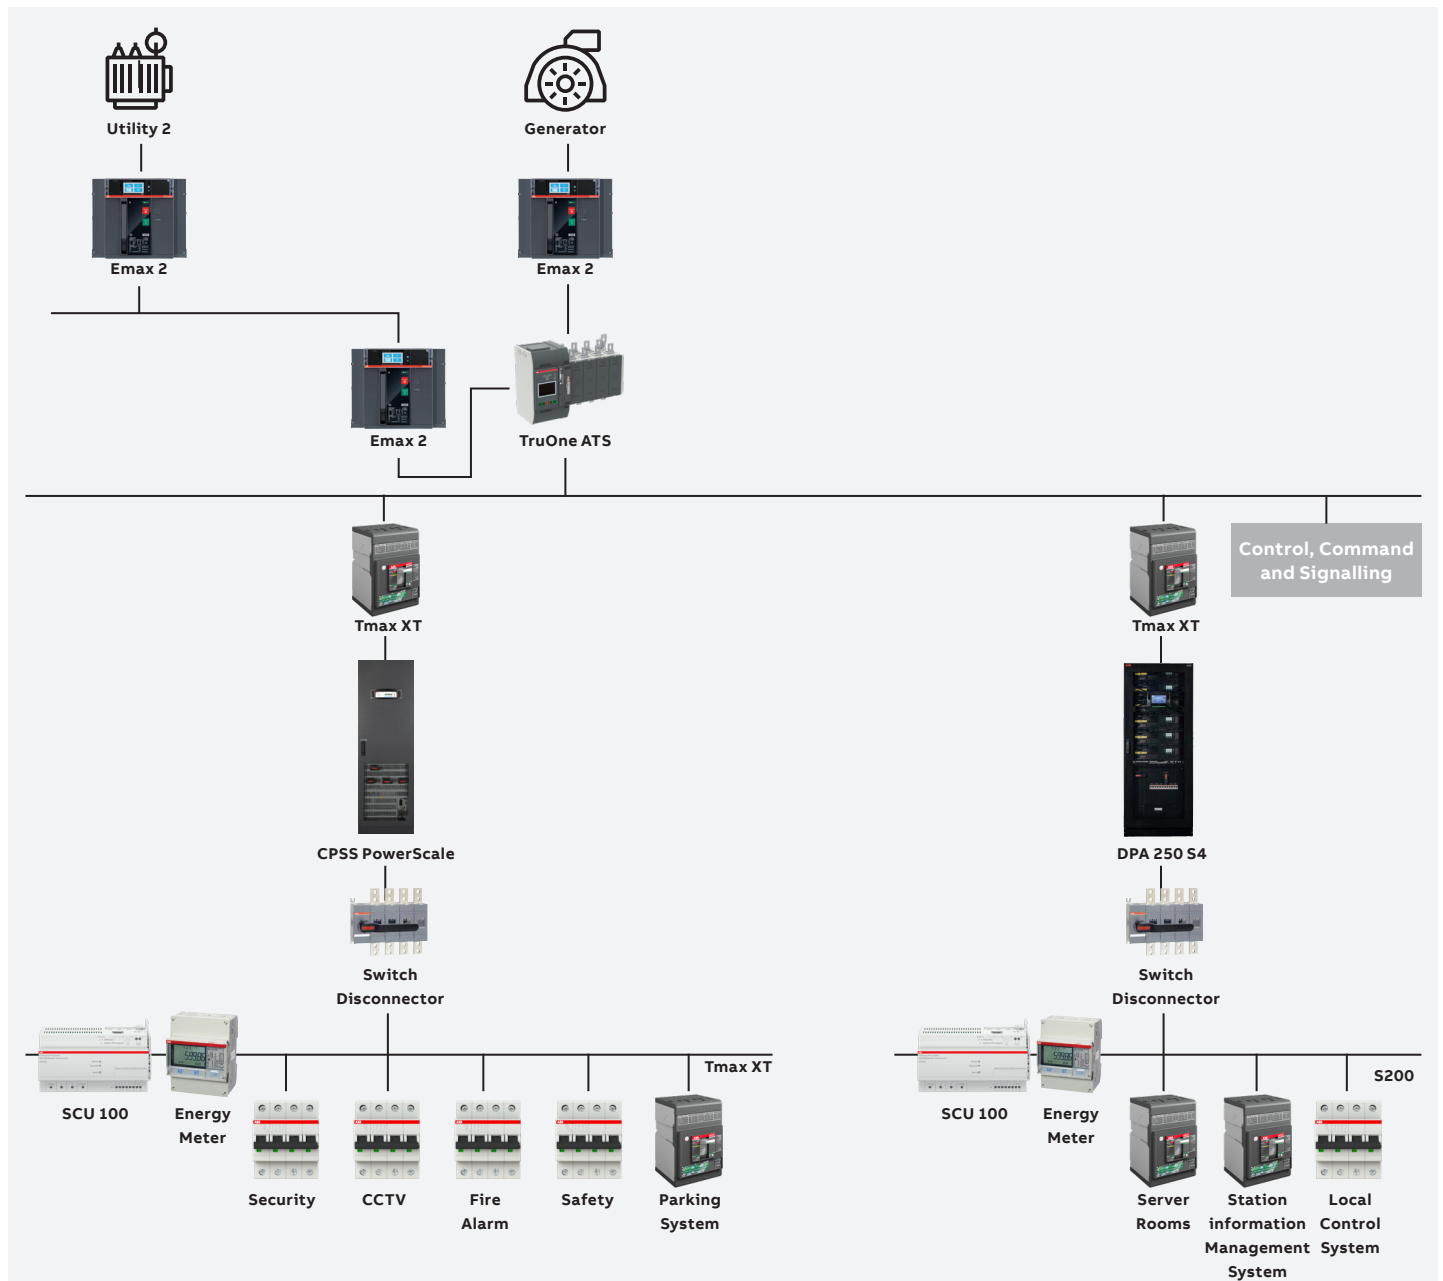 Utility 2
Generator
Emax 2
Emax 2
Emax 2
TruOne ATS
Control, Command
and Signalling
Tmax XT
Tmax XT
CPSS PowerScale
DPA 250 S4
Switch
Disconnector
Switch
Disconnector
Tmax XT
S200
SCU 100
Energy
Meter
Security
CCTV
Fire
Alarm
Safety
Parking
System
SCU 100
Energy
Meter
Server
Rooms
Station
information
Management
System
Local
Control
System